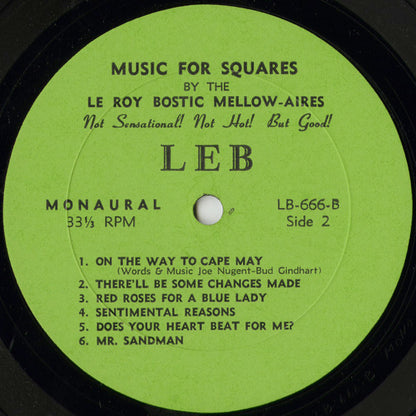 MUSIC FOR SQUARES
BY THE
LE ROY BOSTIC MELLOW-AIRES
Not Sensational! Not Hot! But Good!
LEB
MONAURAL
33⅓ RPM
LB-666-B
Side 2
1. ON THE WAY TO CAPE MAY
(Words & Music Joe Nugent-Bud Gindhart)
2. THERE'LL BE SOME CHANGES MADE
3. RED ROSES FOR A BLUE LADY
4. SENTIMENTAL REASONS
5. DOES YOUR HEART BEAT FOR ME?
6. MR. SANDMAN